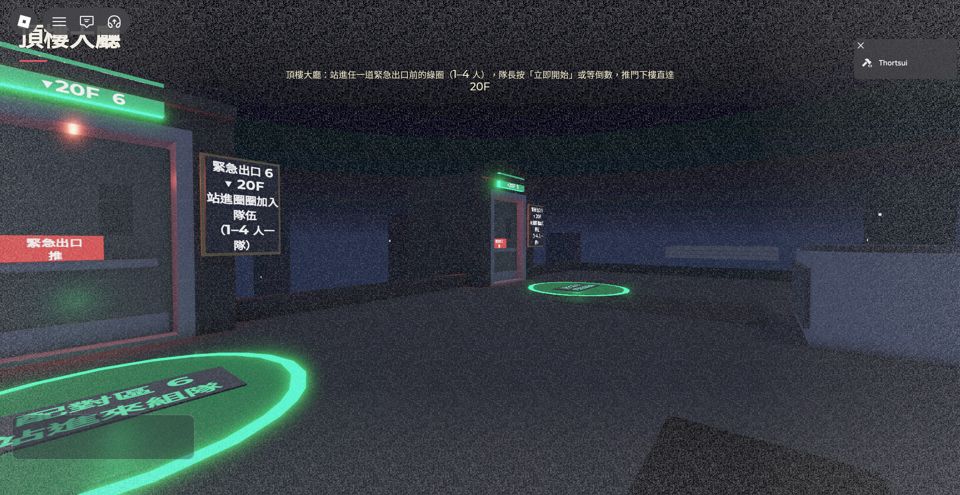 頂樓大廳
頂樓大廳：站進任一道緊急出口前的綠圈（1–4 人），隊長按「立即開始」或等倒數，推門下樓直達
20F
Thortsui
▼20F 6
緊急出口 6
▼ 20F
站進圈圈加入
隊伍
（1–4 人一
隊）
緊急出口
推
配對區 6
站進來組隊